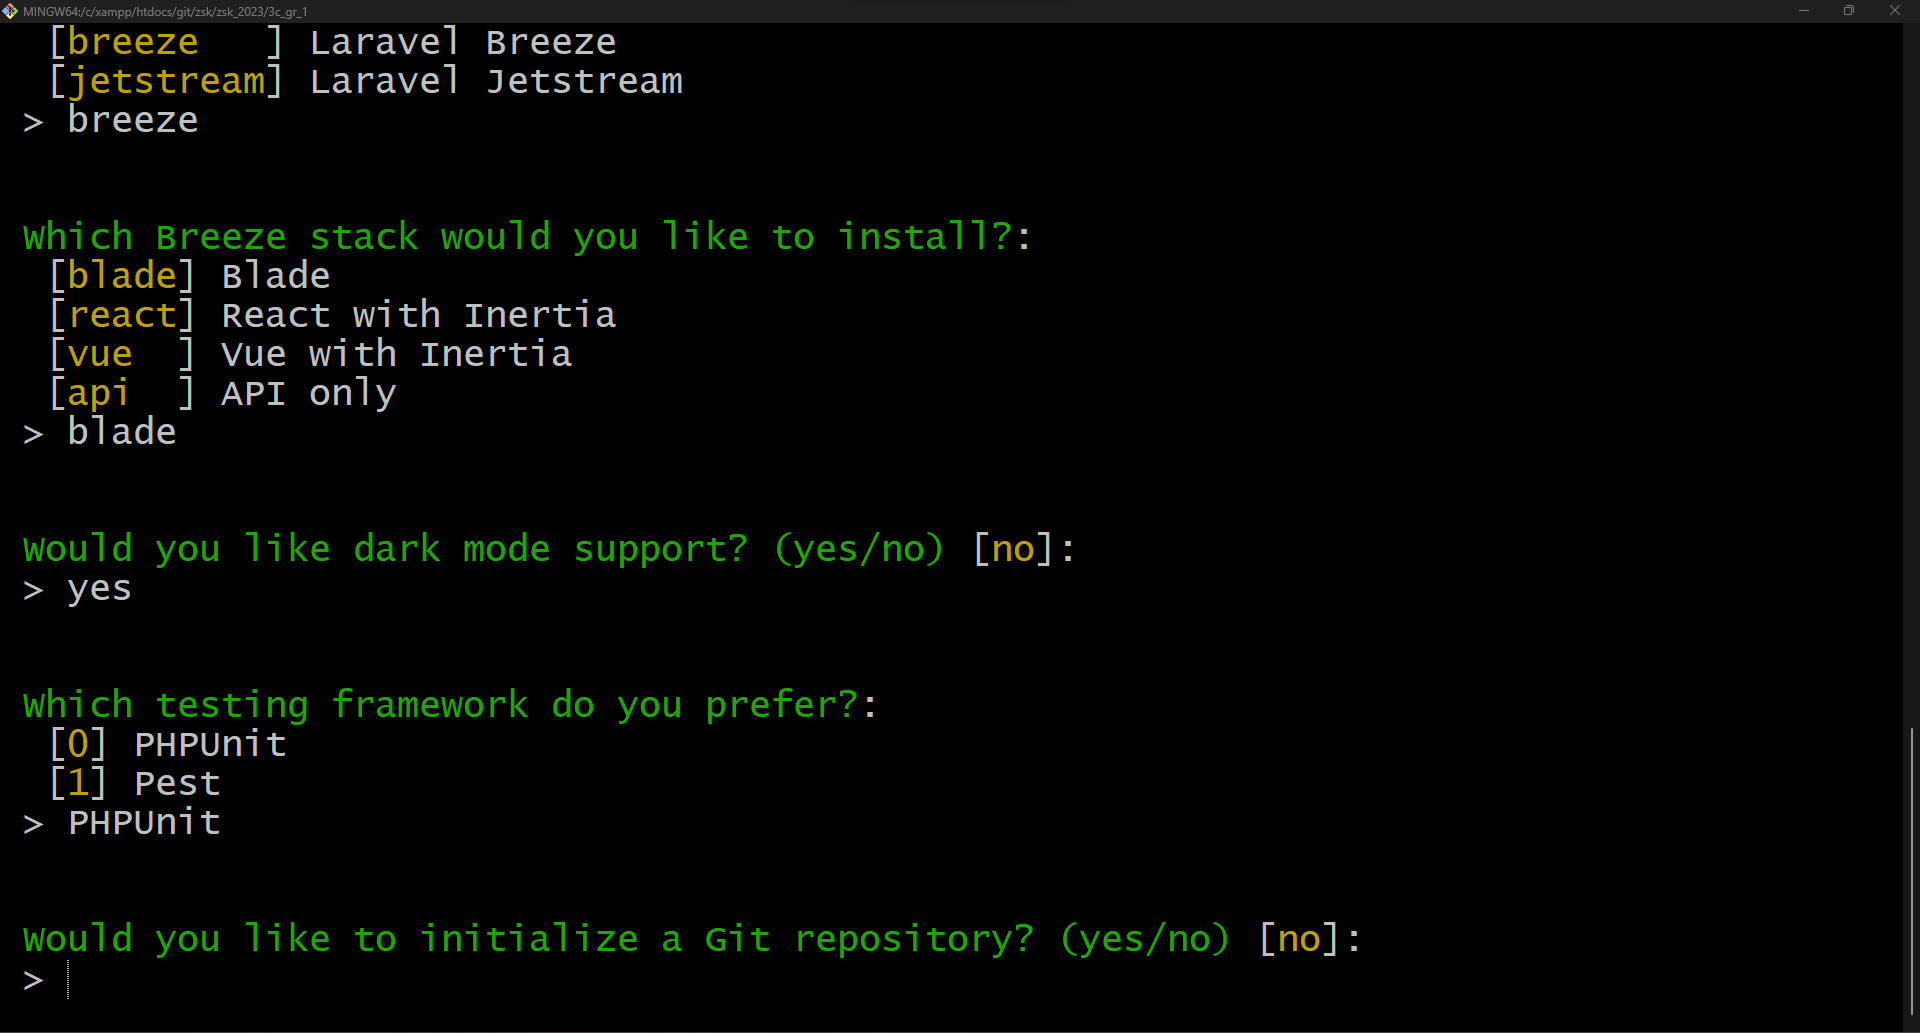 MINGW64:/c/xampp/htdocs/git/zsk/zsk_2023/3c_gr_1
[breeze   ] Laravel Breeze
[jetstream] Laravel Jetstream
> breeze
Which Breeze stack would you like to install?:
[blade] Blade
[react] React with Inertia
[vue  ] Vue with Inertia
[api  ] API only
> blade
Would you like dark mode support? (yes/no) [no]:
> yes
Which testing framework do you prefer?:
[0] PHPUnit
[1] Pest
> PHPUnit
Would you like to initialize a Git repository? (yes/no) [no]:
>